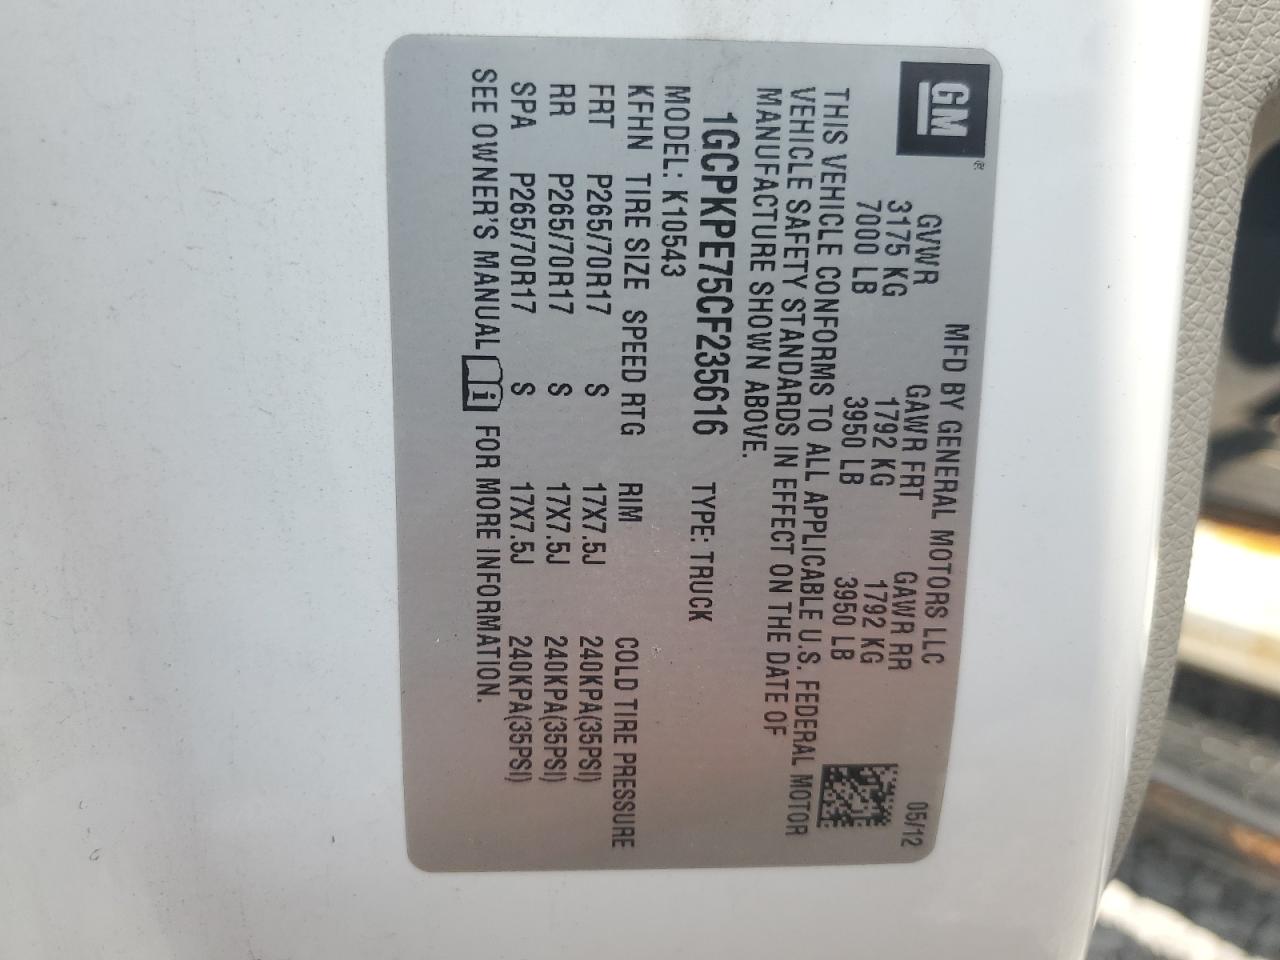 GM®
MFD BY GENERAL MOTORS LLC 05/12
GVWR GAWR FRT GAWR RR
3175 KG 1792 KG 1792 KG
7000 LB 3950 LB 3950 LB
THIS VEHICLE CONFORMS TO ALL APPLICABLE U.S. FEDERAL MOTOR
VEHICLE SAFETY STANDARDS IN EFFECT ON THE DATE OF
MANUFACTURE SHOWN ABOVE.
1GCPKPE75CF235616 TYPE: TRUCK
MODEL: K10543
KFHN TIRE SIZE SPEED RTG RIM COLD TIRE PRESSURE
FRT P265/70R17 S 17X7.5J 240KPA(35PSI)
RR P265/70R17 S 17X7.5J 240KPA(35PSI)
SPA P265/70R17 S 17X7.5J 240KPA(35PSI)
SEE OWNER'S MANUAL i FOR MORE INFORMATION.